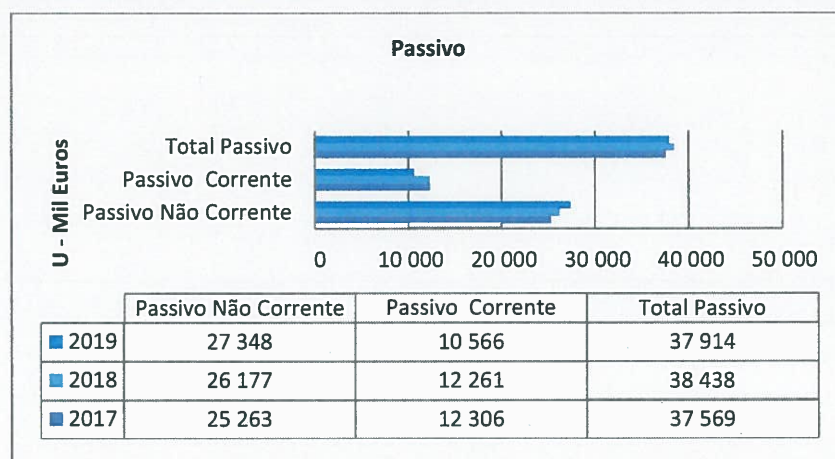 Passivo
U - Mil Euros
Total Passivo
Passivo Corrente
Passivo Não Corrente
0 10 000 20 000 30 000 40 000 50 000
Passivo Não Corrente Passivo Corrente Total Passivo
2019 27 348 10 566 37 914
2018 26 177 12 261 38 438
2017 25 263 12 306 37 569